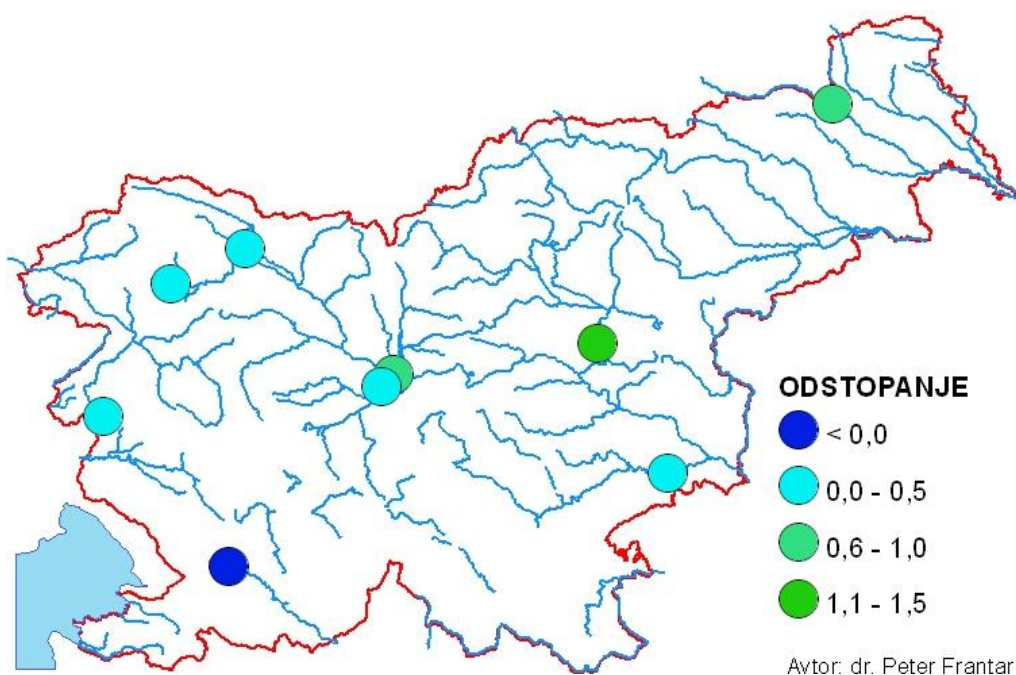 ODSTOPANJE
< 0,0
0,0 - 0,5
0,6 - 1,0
1,1 - 1,5
Avtor: dr. Peter Frantar